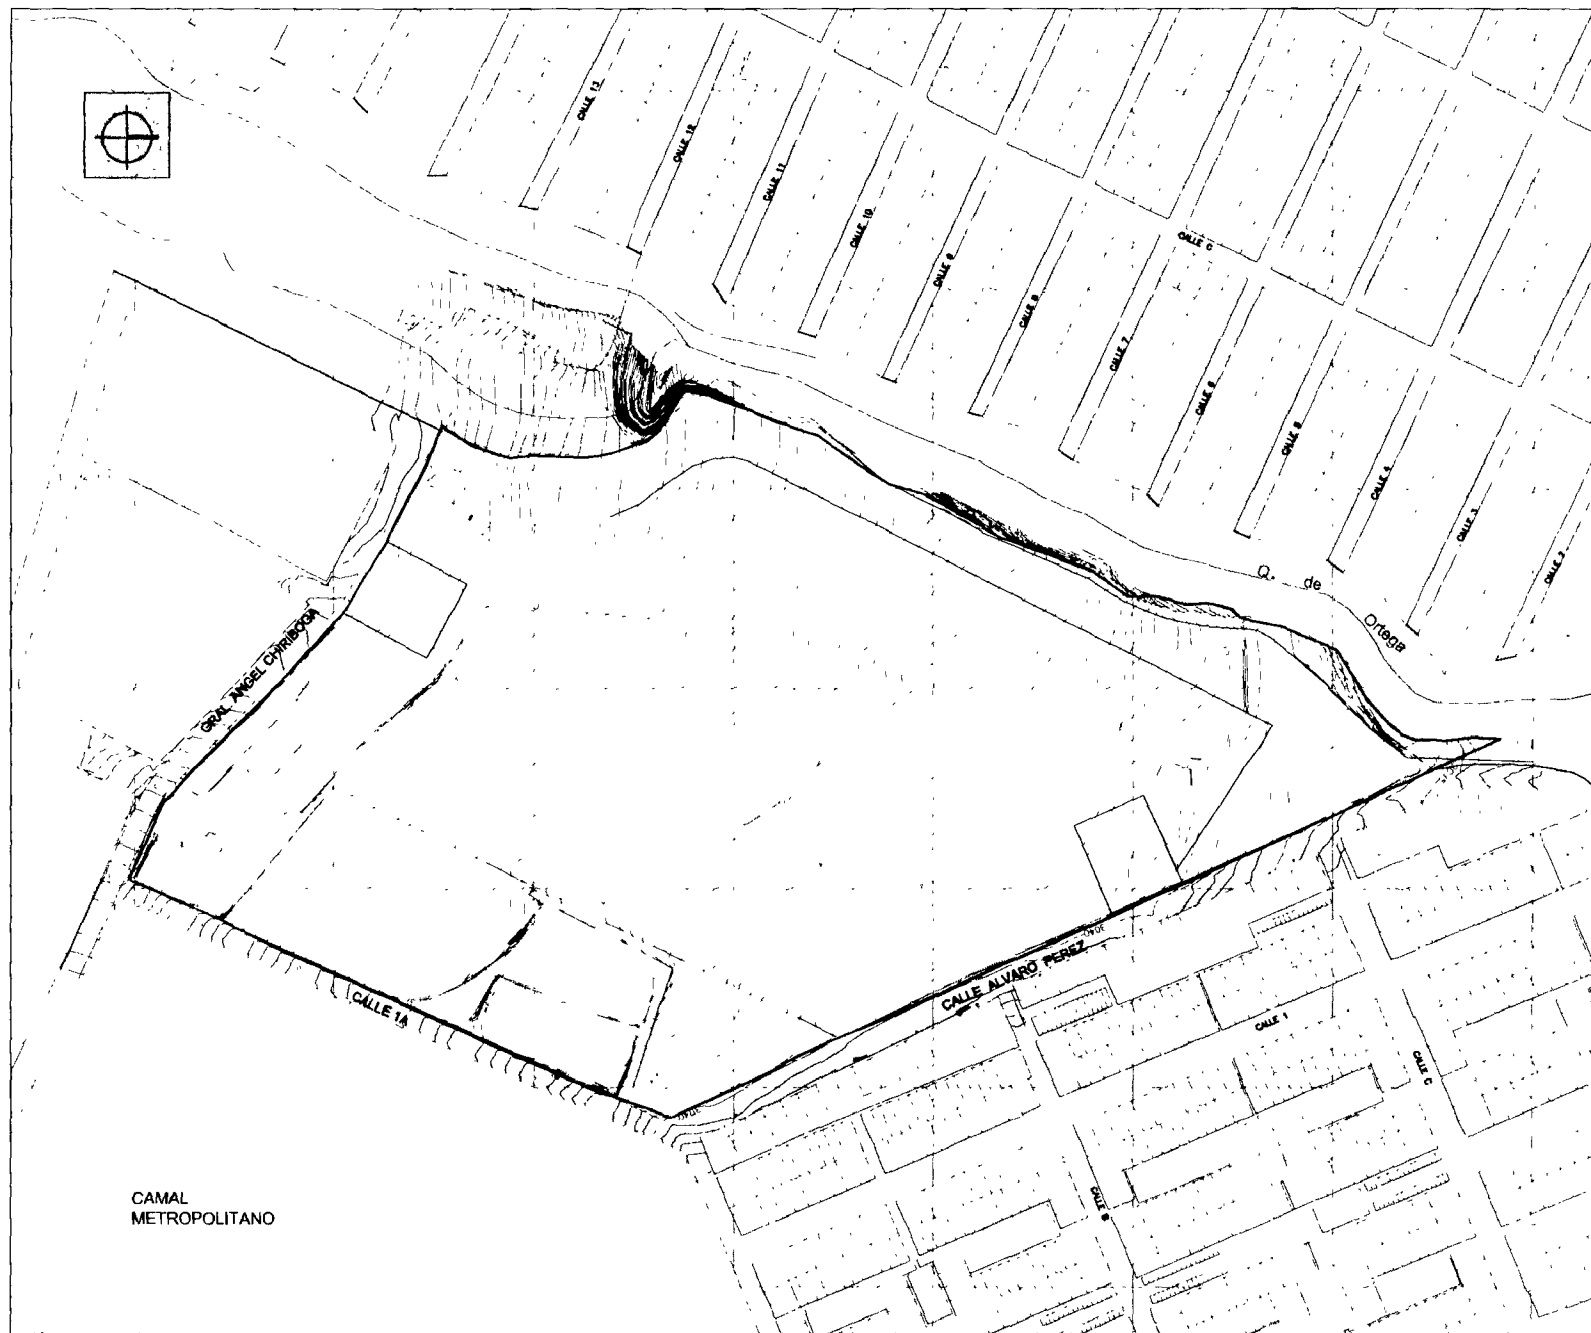 CALLE 13
CALLE 12
CALLE 11
CALLE 10
CALLE 9
CALLE 8
CALLE 7
CALLE 6
CALLE 5
CALLE 4
CALLE 3
CALLE 2
CALLE C
Q. de
Ortega
GRAL ANGEL CHIRIBOGA
CALLE 1A
CALLE ALVARO PEREZ
3040
CALLE 1
CALLE C
CALLE B
CAMAL
METROPOLITANO